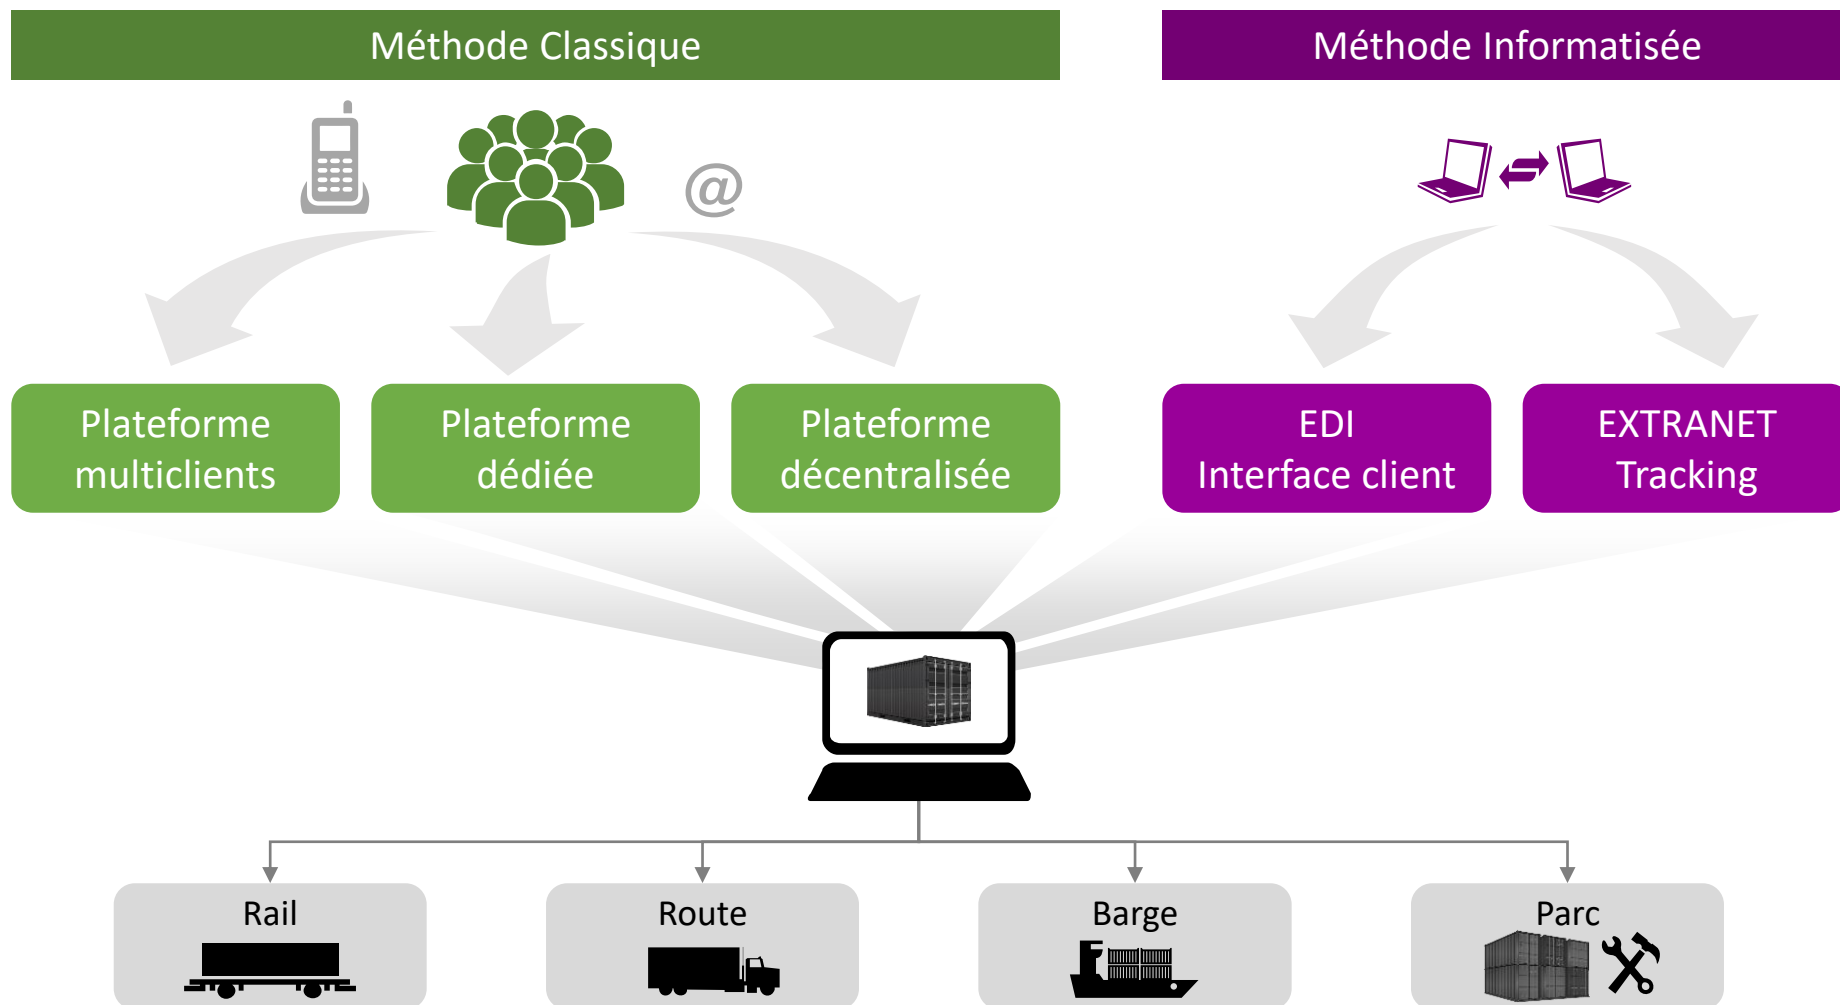 Méthode Classique
Méthode Informatisée
@
Plateforme
multiclients
Plateforme
dédiée
Plateforme
décentralisée
EDI
Interface client
EXTRANET
Tracking
Rail
Route
Barge
Parc